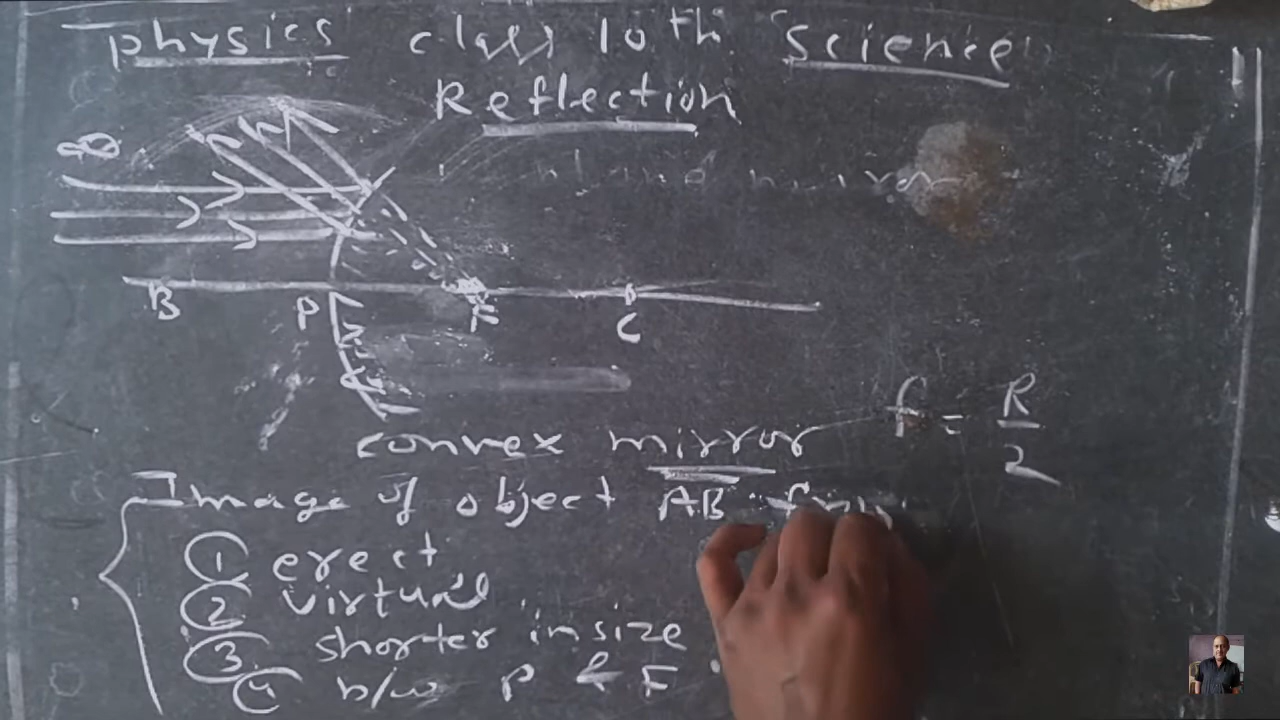 physics class 10th Science
Reflection
∞
B P F C
convex mirror f = R/2
Image of object AB
① erect
② virtual
③ shorter in size
④ b/w P & F